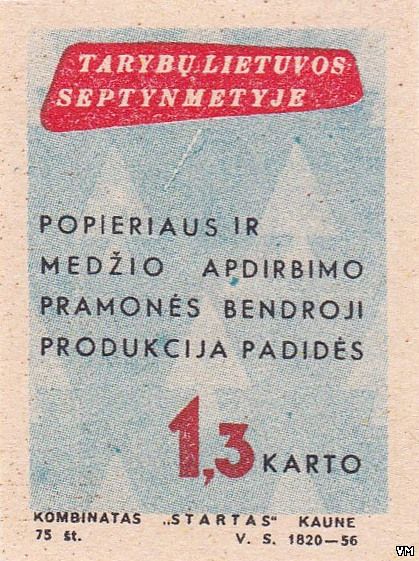 TARYBŲ LIETUVOS
SEPTYNMETYJE
POPIERIAUS IR
MEDŽIO APDIRBIMO
PRAMONĖS BENDROJI
PRODUKCIJA PADIDĖS
1,3 KARTO
KOMBINATAS „STARTAS“ KAUNE
75 št. V. S. 1820—56
VM